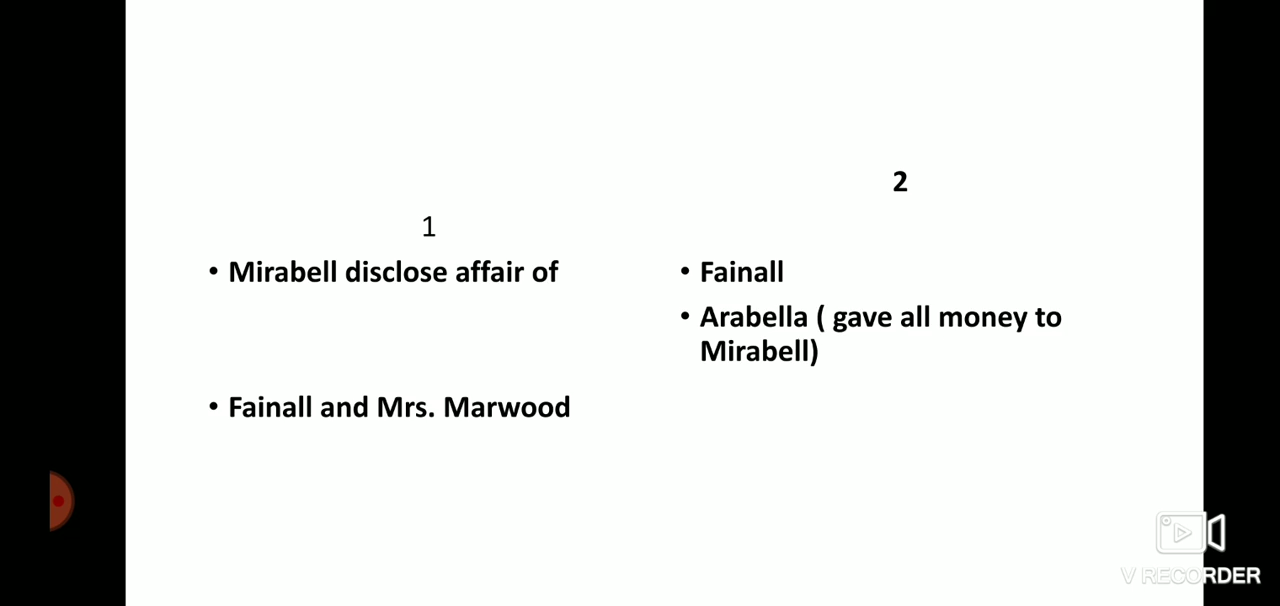 1
• Mirabell disclose affair of
• Fainall and Mrs. Marwood
2
• Fainall
• Arabella ( gave all money to
Mirabell)
V RECORDER